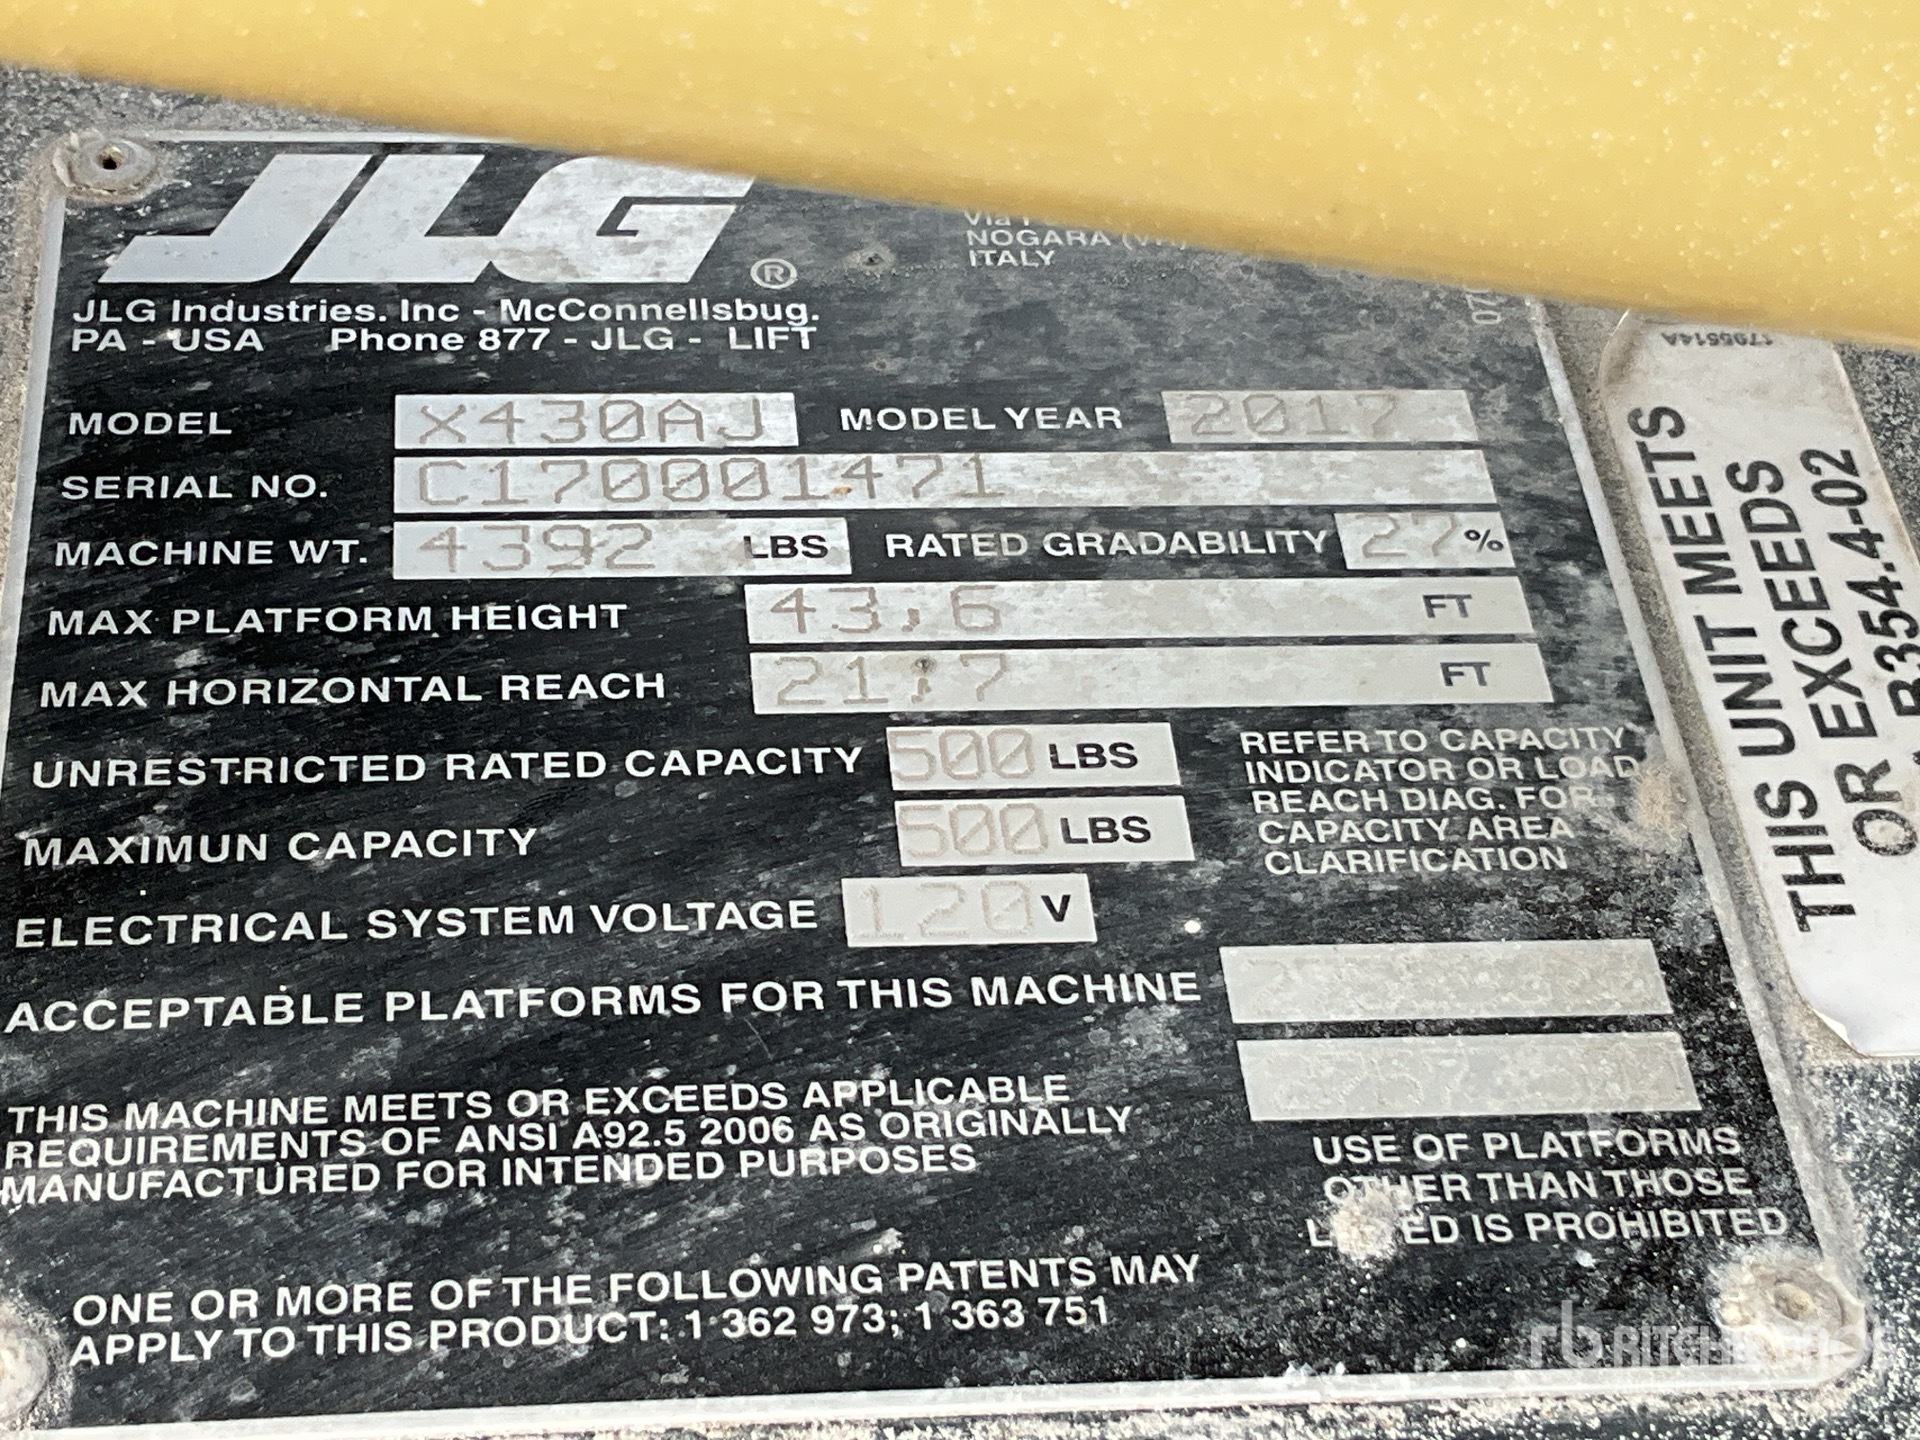 JLG ®
Via
NOGARA
ITALY
JLG Industries. Inc - McConnellsbug.
PA - USA Phone 877 - JLG - LIFT
1705514A
MODEL X430AJ MODEL YEAR 2017
SERIAL NO. C170001471
MACHINE WT. 4392 LBS RATED GRADABILITY 27 %
MAX PLATFORM HEIGHT 43,6 FT
MAX HORIZONTAL REACH 21,7 FT
UNRESTRICTED RATED CAPACITY 500 LBS
MAXIMUN CAPACITY 500 LBS
REFER TO CAPACITY
INDICATOR OR LOAD
REACH DIAG. FOR
CAPACITY AREA
CLARIFICATION
ELECTRICAL SYSTEM VOLTAGE 120 V
ACCEPTABLE PLATFORMS FOR THIS MACHINE
THIS MACHINE MEETS OR EXCEEDS APPLICABLE
REQUIREMENTS OF ANSI A92.5 2006 AS ORIGINALLY
MANUFACTURED FOR INTENDED PURPOSES
USE OF PLATFORMS
OTHER THAN THOSE
IS PROHIBITED
ONE OR MORE OF THE FOLLOWING PATENTS MAY
APPLY TO THIS PRODUCT: 1 362 973; 1 363 751
THIS UNIT MEETS
OR EXCEEDS
OR B354.4-02
rb RITCHIE BROS